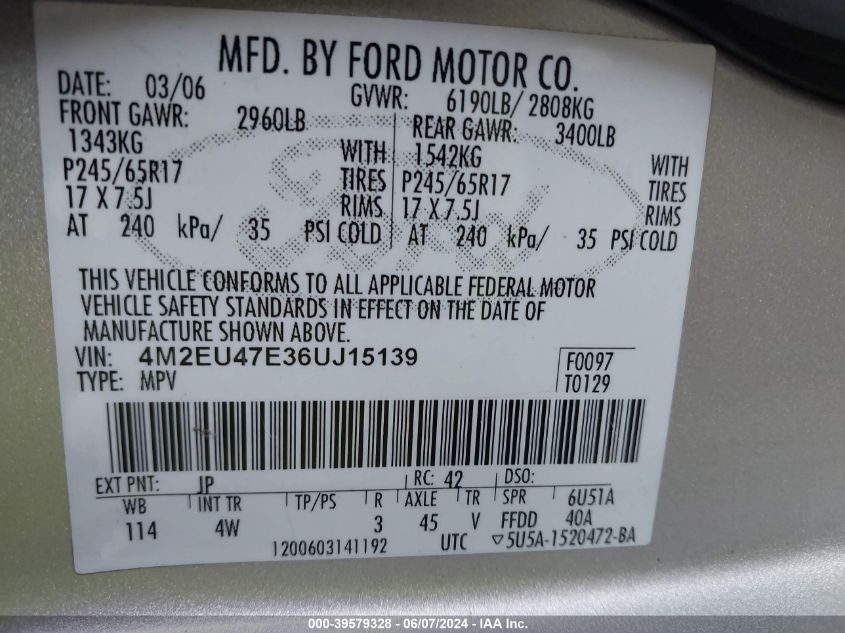 MFD. BY FORD MOTOR CO.
DATE: 03/06 GVWR: 6190LB/ 2808KG
FRONT GAWR: 2960LB REAR GAWR: 3400LB
1343KG WITH 1542KG WITH
P245/65R17 TIRES P245/65R17 TIRES
17 X 7.5J RIMS 17 X 7.5J RIMS
AT 240 kPa/ 35 PSI COLD AT 240 kPa/ 35 PSI COLD
THIS VEHICLE CONFORMS TO ALL APPLICABLE FEDERAL MOTOR
VEHICLE SAFETY STANDARDS IN EFFECT ON THE DATE OF
MANUFACTURE SHOWN ABOVE.
VIN: 4M2EU47E36UJ15139 F0097
TYPE: MPV T0129
EXT PNT: JP RC: 42 DSO:
WB INT TR TP/PS R AXLE TR SPR 6U51A
114 4W 3 45 V FFDD 40A
1200603141192 UTC ▽5U5A-1520472-BA
000-39579328 - 06/07/2024 - IAA Inc.